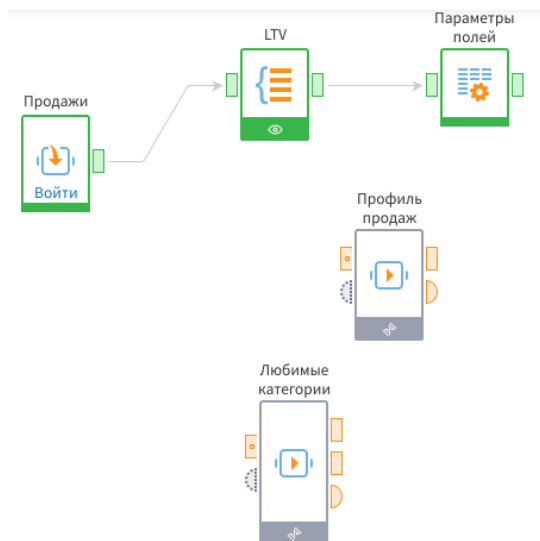 LTV
Параметры
полей
Продажи
Войти
Профиль
продаж
Любимые
категории